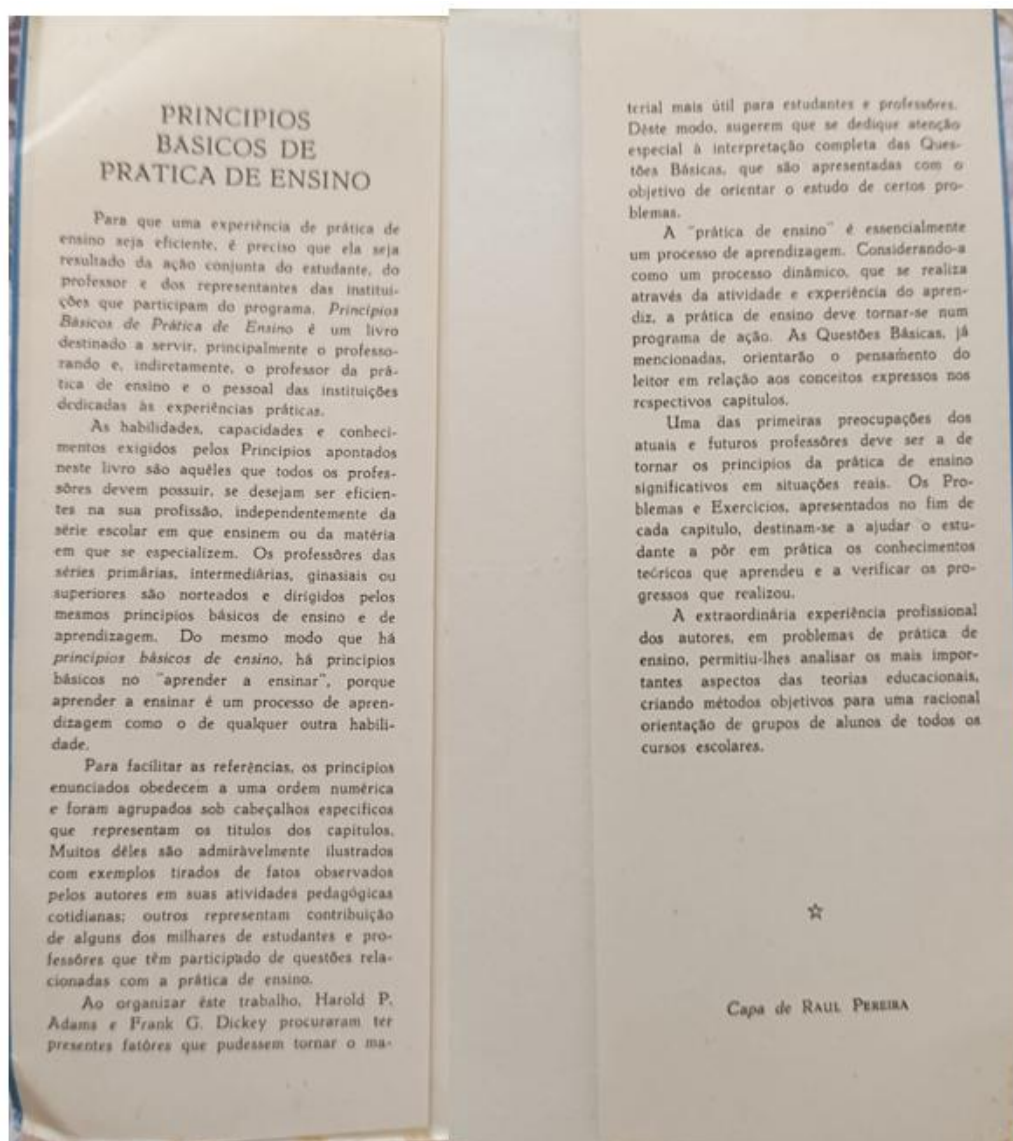 PRINCIPIOS
BASICOS DE
PRATICA DE ENSINO
Para que uma experiência de prática de
ensino seja eficiente, é preciso que ela seja
resultado da ação conjunta do estudante, do
professor e dos representantes das institui-
ções que participam do programa. Princípios
Básicos de Prática de Ensino é um livro
destinado a servir, principalmente o professo-
rando e, indiretamente, o professor da prá-
tica de ensino e o pessoal das instituições
dedicadas às experiências práticas.
As habilidades, capacidades e conheci-
mentos exigidos pelos Princípios apontados
neste livro são aquêles que todos os profes-
sôres devem possuir, se desejam ser eficien-
tes na sua profissão, independentemente da
série escolar em que ensinem ou da matéria
em que se especializem. Os professôres das
séries primárias, intermediárias, ginasiais ou
superiores são norteados e dirigidos pelos
mesmos princípios básicos de ensino e de
aprendizagem. Do mesmo modo que há
princípios básicos de ensino, há princípios
básicos no "aprender a ensinar", porque
aprender a ensinar é um processo de apren-
dizagem como o de qualquer outra habili-
dade.
Para facilitar as referências, os princípios
enunciados obedecem a uma ordem numérica
e foram agrupados sob cabeçalhos específicos
que representam os títulos dos capítulos.
Muitos dêles são admiràvelmente ilustrados
com exemplos tirados de fatos observados
pelos autores em suas atividades pedagógicas
cotidianas; outros representam contribuição
de alguns dos milhares de estudantes e pro-
fessôres que têm participado de questões rela-
cionadas com a prática de ensino.
Ao organizar êste trabalho, Harold P.
Adams e Frank G. Dickey procuraram ter
presentes fatôres que pudessem tornar o ma-
terial mais útil para estudantes e professôres.
Dêste modo, sugerem que se dedique atenção
especial à interpretação completa das Ques-
tões Básicas, que são apresentadas com o
objetivo de orientar o estudo de certos pro-
blemas.
A "prática de ensino" é essencialmente
um processo de aprendizagem. Considerando-a
como um processo dinâmico, que se realiza
através da atividade e experiência do apren-
diz, a prática de ensino deve tornar-se num
programa de ação. As Questões Básicas, já
mencionadas, orientarão o pensamento do
leitor em relação aos conceitos expressos nos
respectivos capítulos.
Uma das primeiras preocupações dos
atuais e futuros professôres deve ser a de
tornar os princípios da prática de ensino
significativos em situações reais. Os Pro-
blemas e Exercícios, apresentados no fim de
cada capítulo, destinam-se a ajudar o estu-
dante a pôr em prática os conhecimentos
teóricos que aprendeu e a verificar os pro-
gressos que realizou.
A extraordinária experiência profissional
dos autores, em problemas de prática de
ensino, permitiu-lhes analisar os mais impor-
tantes aspectos das teorias educacionais,
criando métodos objetivos para uma racional
orientação de grupos de alunos de todos os
cursos escolares.
Capa de RAUL PEREIRA